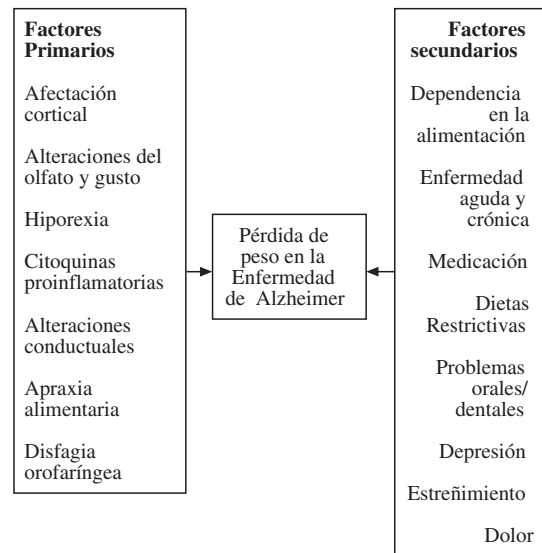 Factores
Primarios
Afectación
cortical
Alteraciones del
olfato y gusto
Hiporexia
Citoquinas
proinflamatorias
Alteraciones
conductuales
Apraxia
alimentaria
Disfagia
orofaríngea
Pérdida de
peso en la
Enfermedad
de Alzheimer
Factores
secundarios
Dependencia
en la
alimentación
Enfermedad
aguda y
crónica
Medicación
Dietas
Restrictivas
Problemas
orales/
dentales
Depresión
Estreñimiento
Dolor